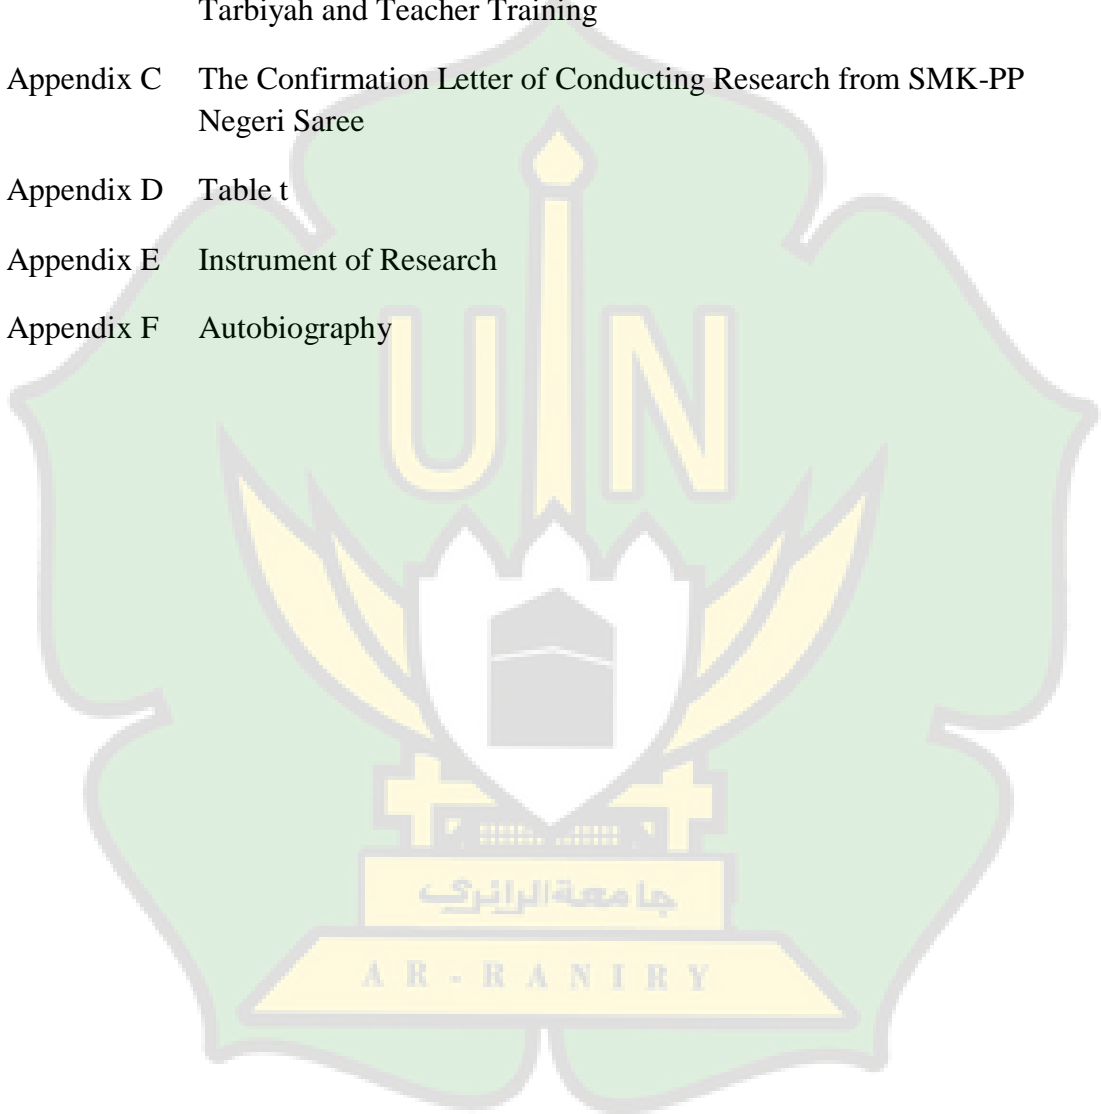 Tarbiyah and Teacher Training
Appendix C The Confirmation Letter of Conducting Research from SMK-PP
Negeri Saree
Appendix D Table t
Appendix E Instrument of Research
Appendix F Autobiography
UIN
جامعة الرانري
AR-RANIRY